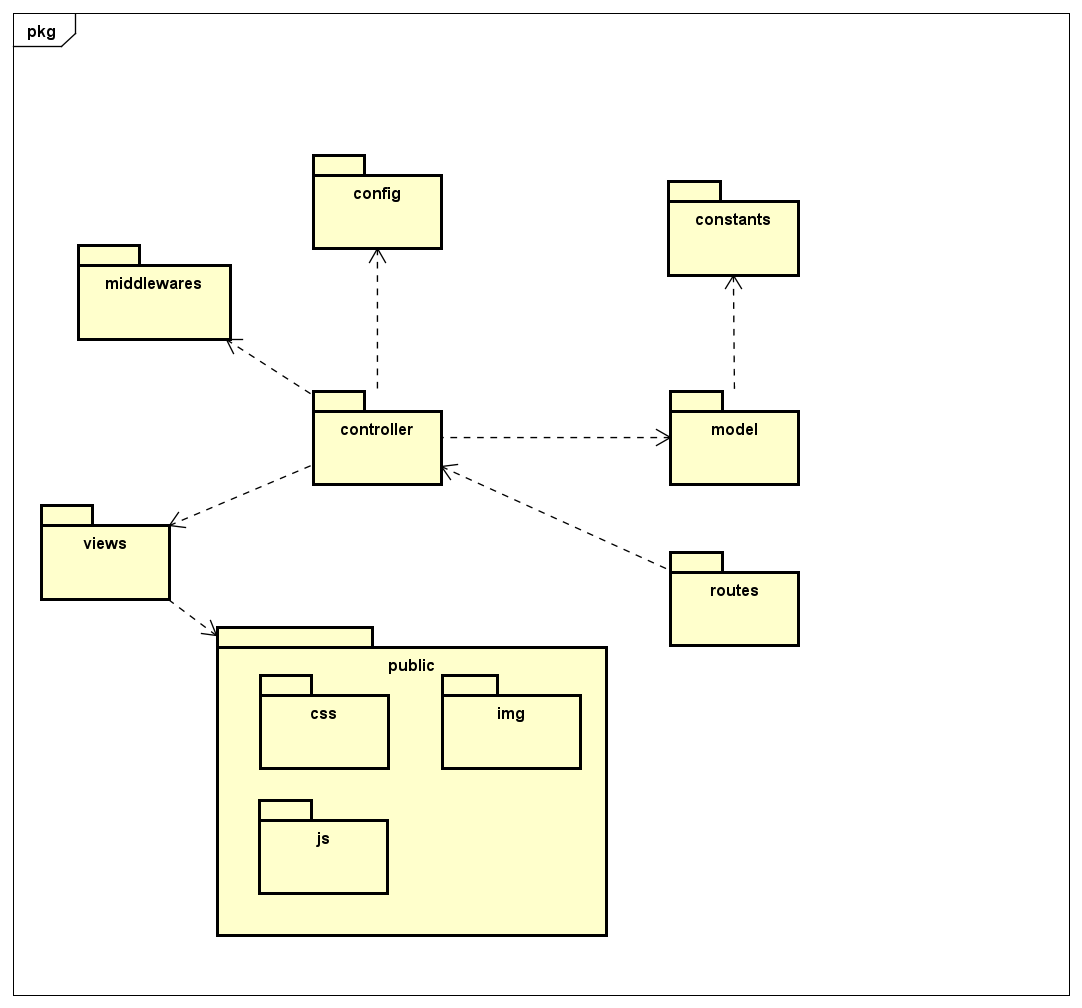 pkg
config
constants
middlewares
controller
model
views
routes
public
css
img
js